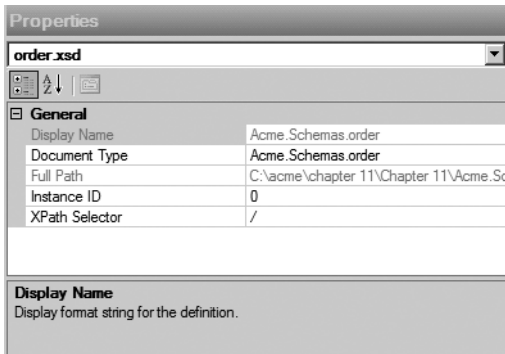 Properties
order.xsd
General
Display Name Acme.Schemas.order
Document Type Acme.Schemas.order
Full Path C:\acme\chapter 11\Chapter 11\Acme.Sc
Instance ID 0
XPath Selector /
Display Name
Display format string for the definition.